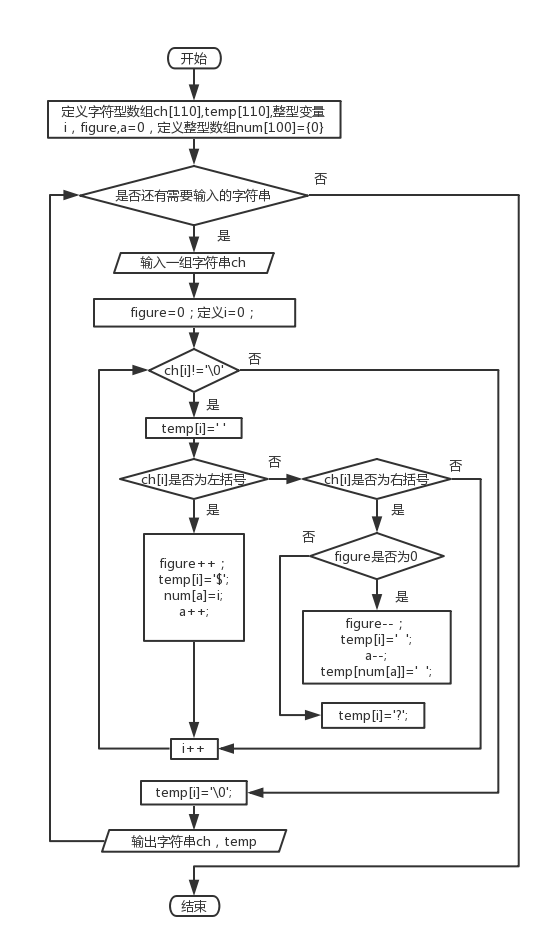 开始
定义字符型数组ch[110],temp[110],整型变量
i，figure,a=0，定义整型数组num[100]={0}
是否还有需要输入的字符串
否
是
输入一组字符串ch
figure=0；定义i=0；
ch[i]!='\0'
否
是
temp[i]=' '
ch[i]是否为左括号
否
ch[i]是否为右括号
否
是
是
figure++；
temp[i]='$';
num[a]=i;
a++;
否
figure是否为0
是
figure--；
temp[i]='  ';
a--;
temp[num[a]]='  ';
temp[i]='?';
i++
temp[i]='\0';
输出字符串ch，temp
结束